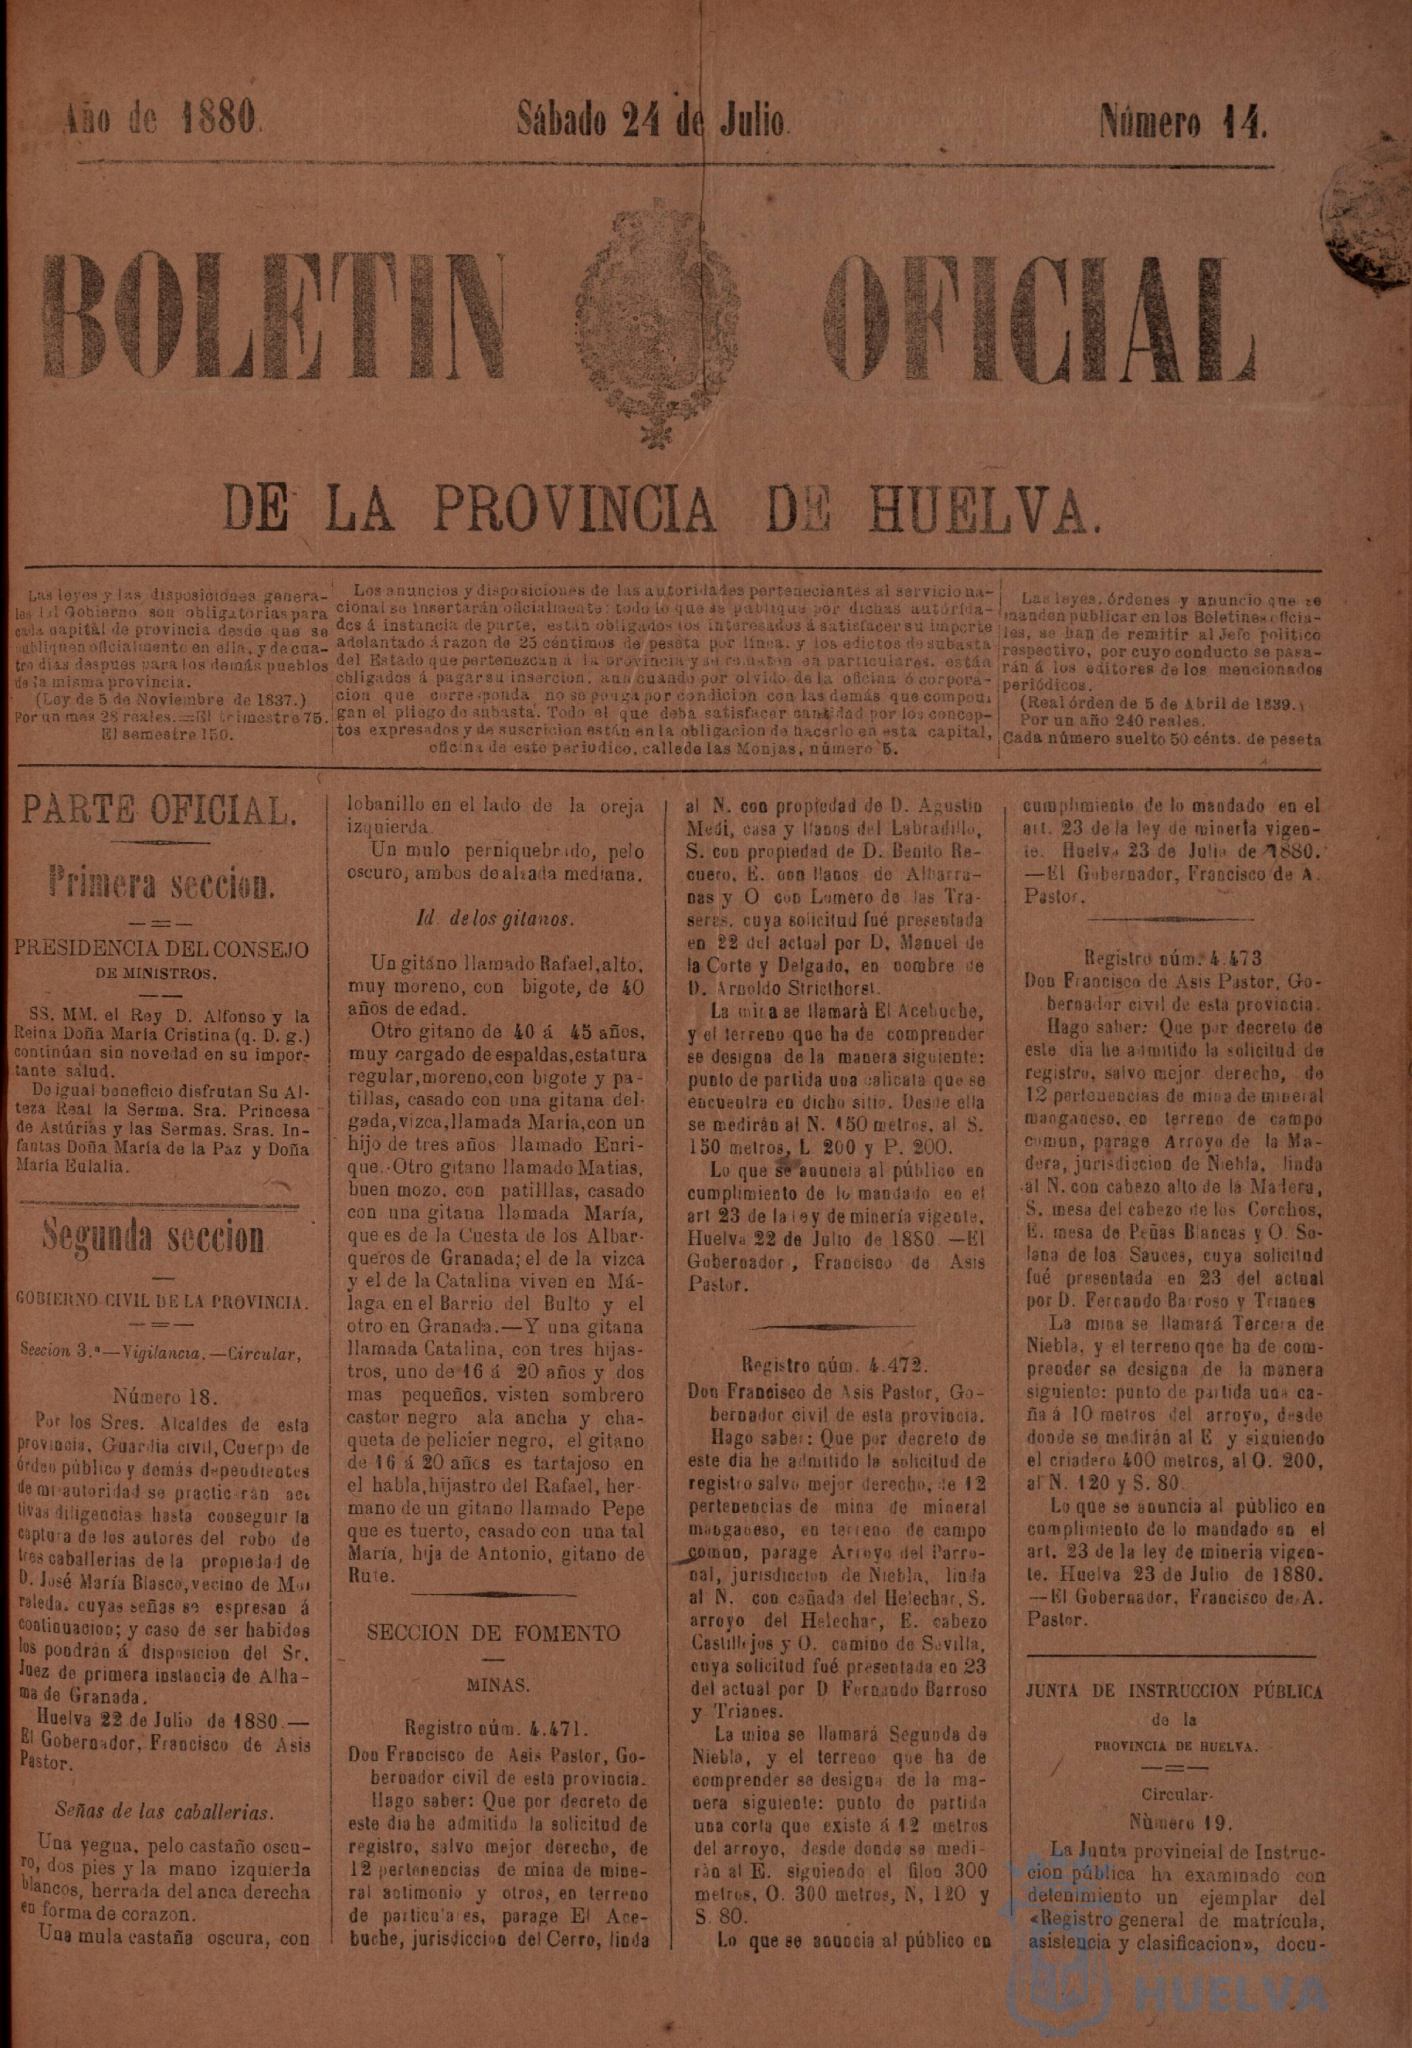 Año de 1880.
Sábado 24 de Julio.
Número 14.
BOLETIN OFICIAL
DE LA PROVINCIA DE HUELVA.
Las leyes y las disposiciones genera-
les del Gobierno son obligatorias para
cada capital de provincia desde que se
publiquen oficialmente en ella, y de cua-
tro dias despues para los demás pueblos
de la misma provincia.
(Ley de 5 de Noviembre de 1837.)
Por un mes 28 reales.=El trimestre 75.
El semestre 150.
Los anuncios y disposiciones de las autoridades pertenecientes al servicio na-
cional se insertarán oficialmente: todo lo que se publique por dichas autorida-
des á instancia de parte, están obligados los interesados á satisfacer su importe
adelantado á razon de 25 céntimos de peseta por línea, y los edictos de subasta
del Estado que pertenezcan á la provincia y se causten en particulares, están
obligados á pagar su insercion, aun cuando por olvido de la oficina ó corpora-
cion que corresponda no se ponga por condicion con las demás que compon-
gan el pliego de subasta. Todo el que deba satisfacer cantidad por los concep-
tos expresados y de suscricion están en la obligacion de hacerlo en esta capital,
oficina de este periodico, calle de las Monjas, número 5.
Las leyes, órdenes y anuncio que se
manden publicar en los Boletines oficia-
les, se han de remitir al Jefe politico
respectivo, por cuyo conducto se pasa-
rán á los editores de los mencionados
periódicos.
(Real órden de 5 de Abril de 1839.)
Por un año 240 reales.
Cada número suelto 50 cénts. de peseta
PARTE OFICIAL.
Primera seccion.
PRESIDENCIA DEL CONSEJO
DE MINISTROS.
SS. MM. el Rey D. Alfonso y la
Reina Doña María Cristina (q. D. g.)
continúan sin novedad en su impor-
tante salud.
De igual beneficio disfrutan Su Al-
teza Real la Serma. Sra. Princesa
de Astúrias y las Sermas. Sras. In-
fantas Doña María de la Paz y Doña
María Eulalia.
Segunda seccion
GOBIERNO CIVIL DE LA PROVINCIA.
Seccion 3.ª—Vigilancia.—Circular,
Número 18.
Por los Sres. Alcaldes de esta
provincia, Guardia civil, Cuerpo de
órden público y demás dependientes
de mi autoridad se practicarán ac-
tivas diligencias hasta conseguir la
captura de los autores del robo de
tres caballerias de la propiedad de
D. José María Blasco, vecino de Mo-
raleda, cuyas señas se espresan á
continuacion; y caso de ser habidos
los pondrán á disposicion del Sr.
Juez de primera instancia de Alha-
ma de Granada.
Huelva 22 de Julio de 1880.—
El Gobernador, Francisco de Asis
Pastor.
Señas de las caballerias.
Una yegua, pelo castaño oscu-
ro, dos pies y la mano izquierda
blancos, herrada del anca derecha
en forma de corazon.
Una mula castaña oscura, con
lobanillo en el lado de la oreja
izquierda.
Un mulo perniquebrado, pelo
oscuro, ambos de alzada mediana.
Id. de los gitanos.
Un gitáno llamado Rafael, alto,
muy moreno, con bigote, de 40
años de edad.
Otro gitano de 40 á 45 años,
muy cargado de espaldas, estatura
regular, moreno, con bigote y pa-
tillas, casado con una gitana del-
gada, vizca, llamada Maria, con un
hijo de tres años llamado Enri-
que.-Otro gitano llamado Matias,
buen mozo, con patilllas, casado
con una gitana llamada María,
que es de la Cuesta de los Albar-
queros de Granada; el de la vizca
y el de la Catalina viven en Má-
laga en el Barrio del Bulto y el
otro en Granada.—Y una gitana
llamada Catalina, con tres hijas-
tros, uno de 16 á 20 años y dos
mas pequeños, visten sombrero
castor negro ala ancha y cha-
queta de pelicier negro, el gitano
de 16 á 20 años es tartajoso en
el habla, hijastro del Rafael, her-
mano de un gitano llamado Pepe
que es tuerto, casado con una tal
María, hija de Antonio, gitano de
Rute.
SECCION DE FOMENTO
MINAS.
Registro núm. 4.471.
Don Francisco de Asis Pastor, Go-
bernador civil de esta provincia.
Hago saber: Que por decreto de
este dia he admitido la solicitud de
registro, salvo mejor derecho, de
12 pertenencias de mina de mine-
ral antimonio y otros, en terreno
de particulares, parage El Ace-
buche, jurisdiccion del Cerro, linda
al N. con propiedad de D. Agustin
Medi, casa y llanos del Labradillo,
S. con propiedad de D. Benito Re-
cuero, E. con llanos de Albarra-
nas y O con Lomero de las Tra-
seres, cuya solicitud fué presentada
en 22 del actual por D, Manuel de
la Corte y Delgado, en nombre de
D. Arnoldo Stricthorst.
La mina se llamará El Acebuche,
y el terreno que ha de comprender
se designa de la manera siguiente:
punto de partida una calicata que se
encuentra en dicho sitio. Desde ella
se medirán al N. 150 metros, al S.
150 metros, L 200 y P. 200.
Lo que se anuncia al público en
cumplimiento de lo mandado en el
art 23 de la ley de minería vigente.
Huelva 22 de Julio de 1880.—El
Gobernador, Francisco de Asis
Pastor.
Registro núm. 4.472.
Don Francisco de Asis Pastor, Go-
bernador civil de esta provincia.
Hago saber: Que por decreto de
este dia he admitido la solicitud de
registro salvo mejor derecho, de 12
pertenencias de mina de mineral
manganeso, en terreno de campo
comun, parage Arroyo del Parro-
nal, jurisdiccion de Niebla, linda
al N. con cañada del Helechar, S.
arroyo del Helechar, E. cabezo
Castillejos y O. camino de Sevilla,
cuya solicitud fué presentada en 23
del actual por D Fernando Barroso
y Trianes.
La mina se llamará Segunda de
Niebla, y el terreno que ha de
comprender se designa de la ma-
nera siguiente: punto de partida
una corta que existe á 12 metros
del arroyo, desde donde se medi-
rán al E. siguiendo el filon 300
metros, O. 300 metros, N, 120 y
S. 80.
Lo que se anuncia al público en
cumplimiento de lo mandado en el
art. 23 de la ley de minería vigen-
te. Huelva 23 de Julio de 1880.
—El Gobernador, Francisco de A.
Pastor.
Registro núm. 4.473
Don Francisco de Asis Pastor, Go-
bernador civil de esta provincia.
Hago saber: Que por decreto de
este dia he admitido la solicitud de
registro, salvo mejor derecho, de
12 pertenencias de mina de mineral
manganeso, en terreno de campo
comun, parage Arroyo de la Ma-
dera, jurisdiccion de Niebla, linda
al N. con cabezo alto de la Madera,
S. mesa del cabezo de los Corchos,
E. mesa de Peñas Blancas y O. So-
lana de los Sauces, cuya solicitud
fué presentada en 23 del actual
por D. Fernando Barroso y Trianes
La mina se llamará Tercera de
Niebla, y el terreno que ha de com-
prender se designa de la manera
siguiente: punto de partida una ca-
ña á 10 metros del arroyo, desde
donde se medirán al E y siguiendo
el criadero 400 metros, al O. 200,
al N. 120 y S. 80.
Lo que se anuncia al público en
cumplimiento de lo mandado en el
art. 23 de la ley de mineria vigen-
te. Huelva 23 de Julio de 1880.
—El Gobernador, Francisco de A.
Pastor.
JUNTA DE INSTRUCCION PÚBLICA
de la
PROVINCIA DE HUELVA.
Circular.
Número 19.
La Junta provincial de Instruc-
cion pública ha examinado con
detenimiento un ejemplar del
«Registro general de matrícula,
asistencia y clasificacion», docu-
HUELVA